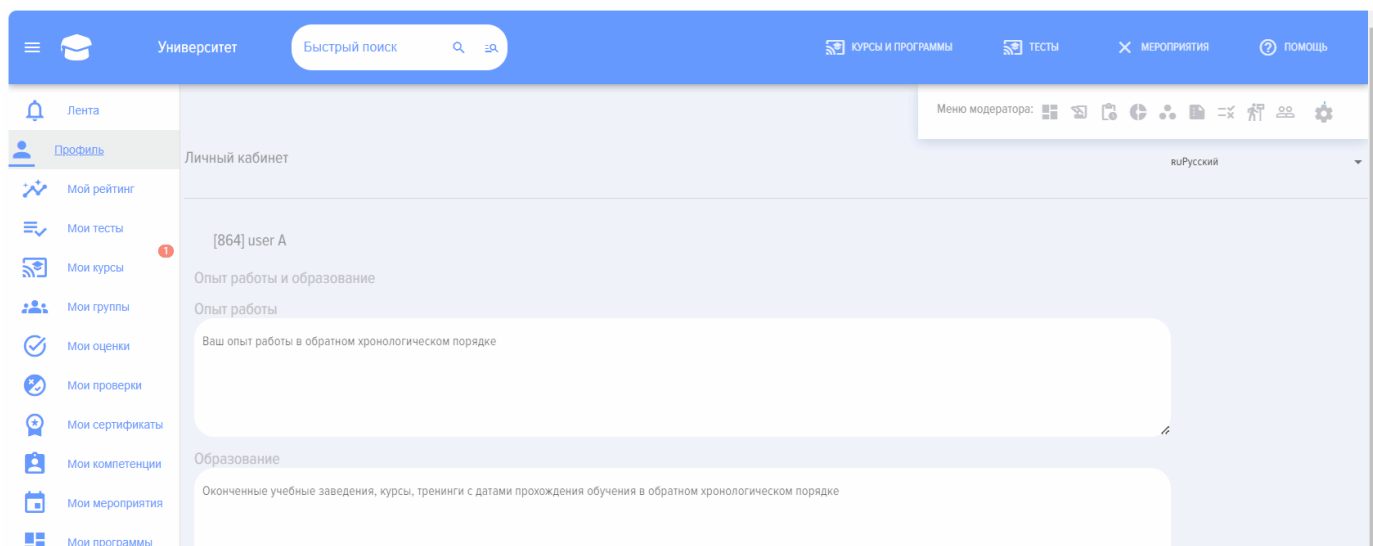 Университет
Быстрый поиск
КУРСЫ И ПРОГРАММЫ
ТЕСТЫ
МЕРОПРИЯТИЯ
ПОМОЩЬ
Меню модератора:
Лента
Профиль
Мой рейтинг
Мои тесты
1
Мои курсы
Мои группы
Мои оценки
Мои проверки
Мои сертификаты
Мои компетенции
Мои мероприятия
Мои программы
Личный кабинет
ruРусский
[864] user A
Опыт работы и образование
Опыт работы
Ваш опыт работы в обратном хронологическом порядке
Образование
Оконченные учебные заведения, курсы, тренинги с датами прохождения обучения в обратном хронологическом порядке